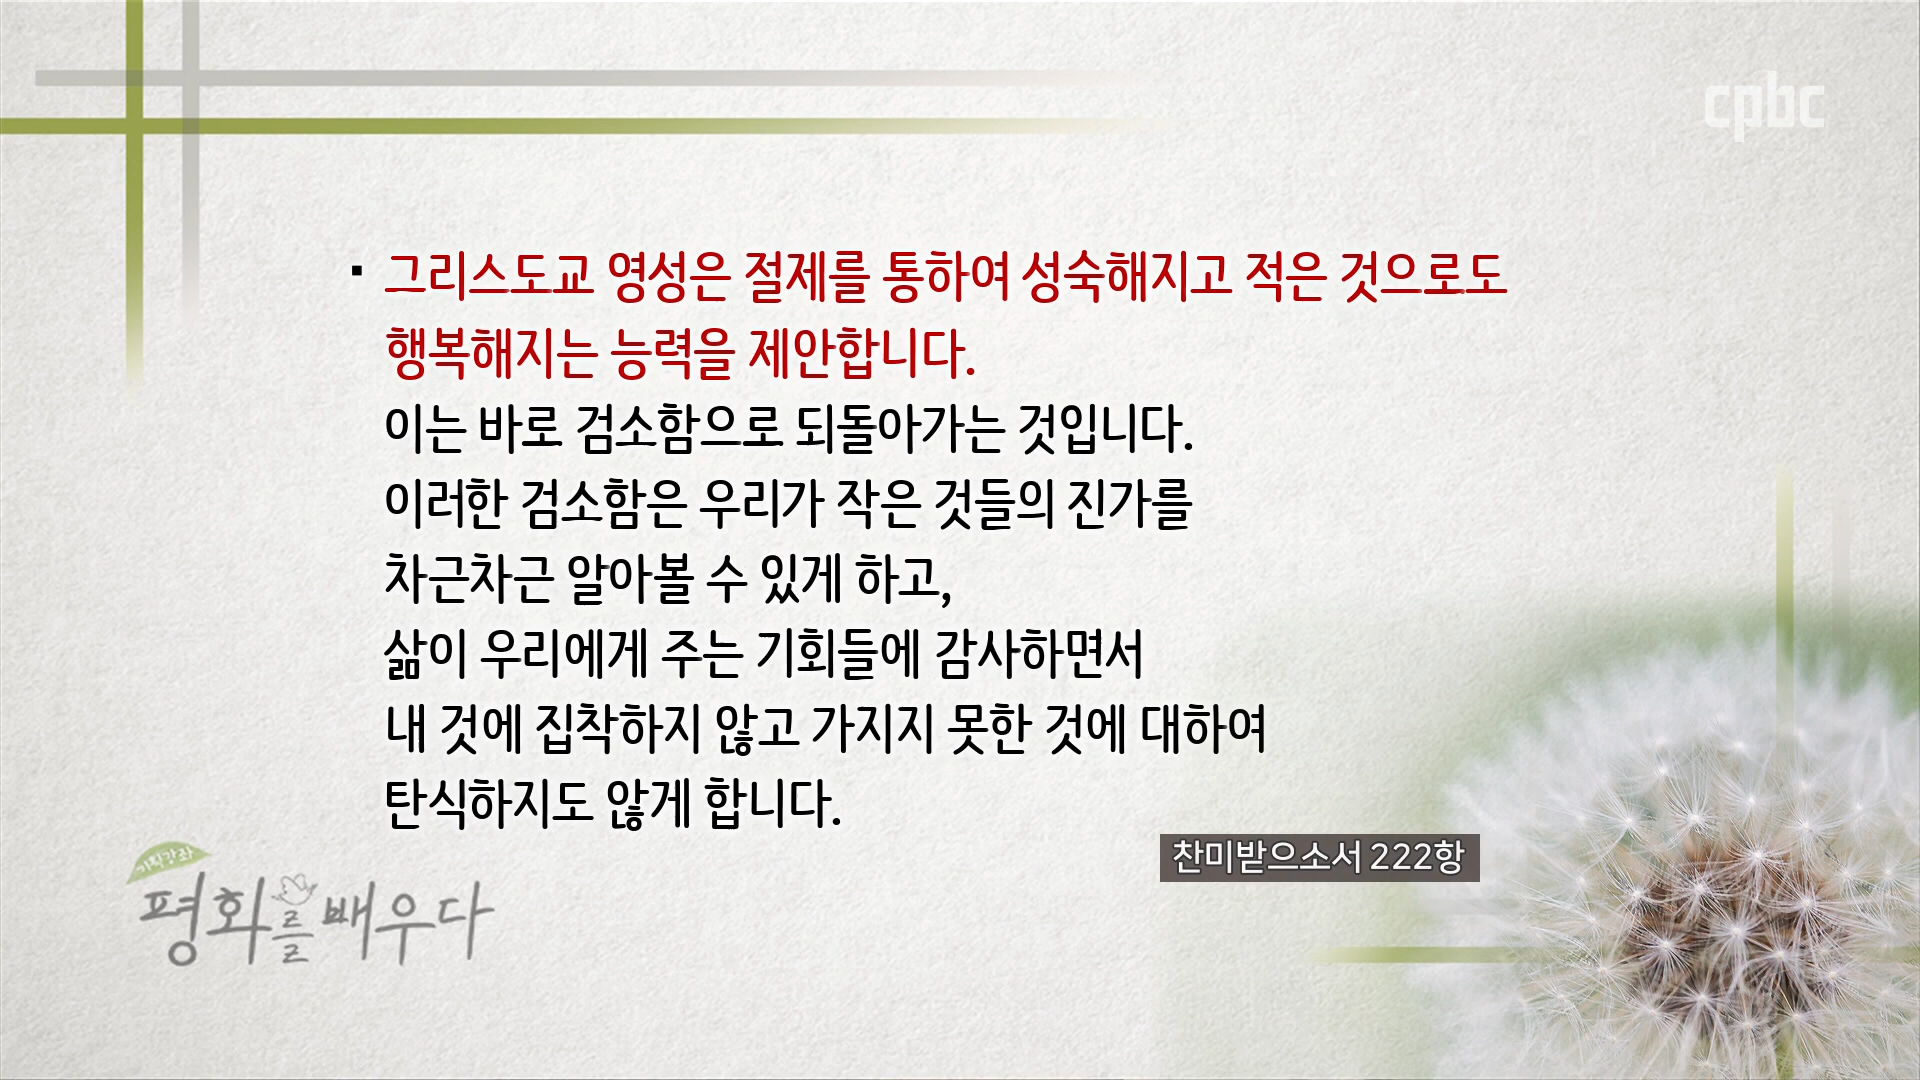 cpbc
· 그리스도교 영성은 절제를 통하여 성숙해지고 적은 것으로도
행복해지는 능력을 제안합니다.
이는 바로 검소함으로 되돌아가는 것입니다.
이러한 검소함은 우리가 작은 것들의 진가를
차근차근 알아볼 수 있게 하고,
삶이 우리에게 주는 기회들에 감사하면서
내 것에 집착하지 않고 가지지 못한 것에 대하여
탄식하지도 않게 합니다.
찬미받으소서 222항
기획강좌
평화를 배우다